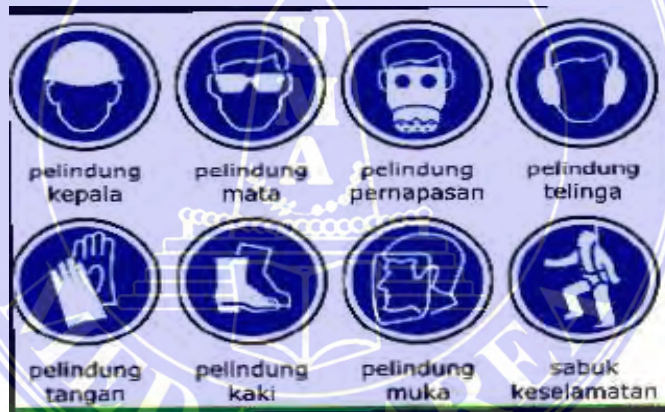 pelindung
kepala
pelindung
mata
pelindung
pernapasan
pelindung
telinga
pelindung
tangan
pelindung
kaki
pelindung
muka
sabuk
keselamatan
U
M
A